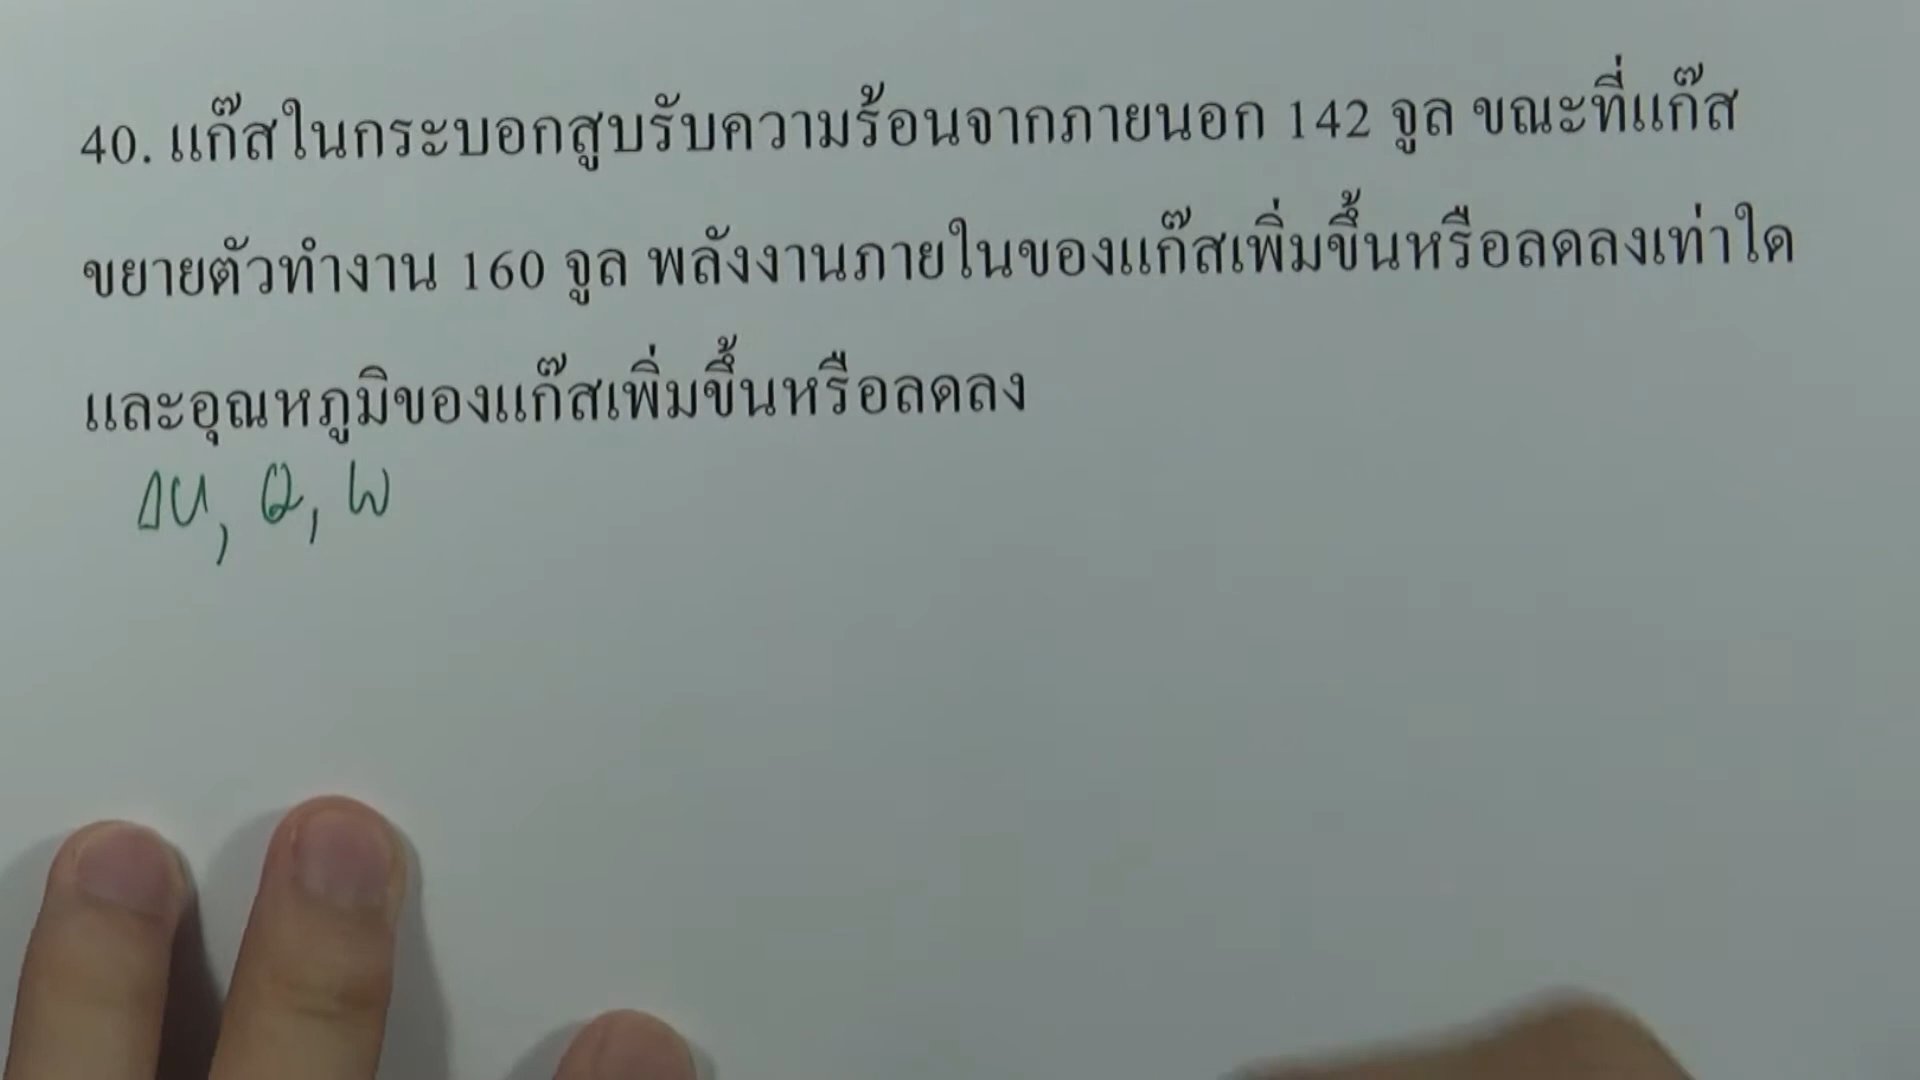 40. แก๊สในกระบอกสูบรับความร้อนจากภายนอก 142 จูล ขณะที่แก๊ส
ขยายตัวทำงาน 160 จูล พลังงานภายในของแก๊สเพิ่มขึ้นหรือลดลงเท่าใด
และอุณหภูมิของแก๊สเพิ่มขึ้นหรือลดลง
ΔU, Q, W